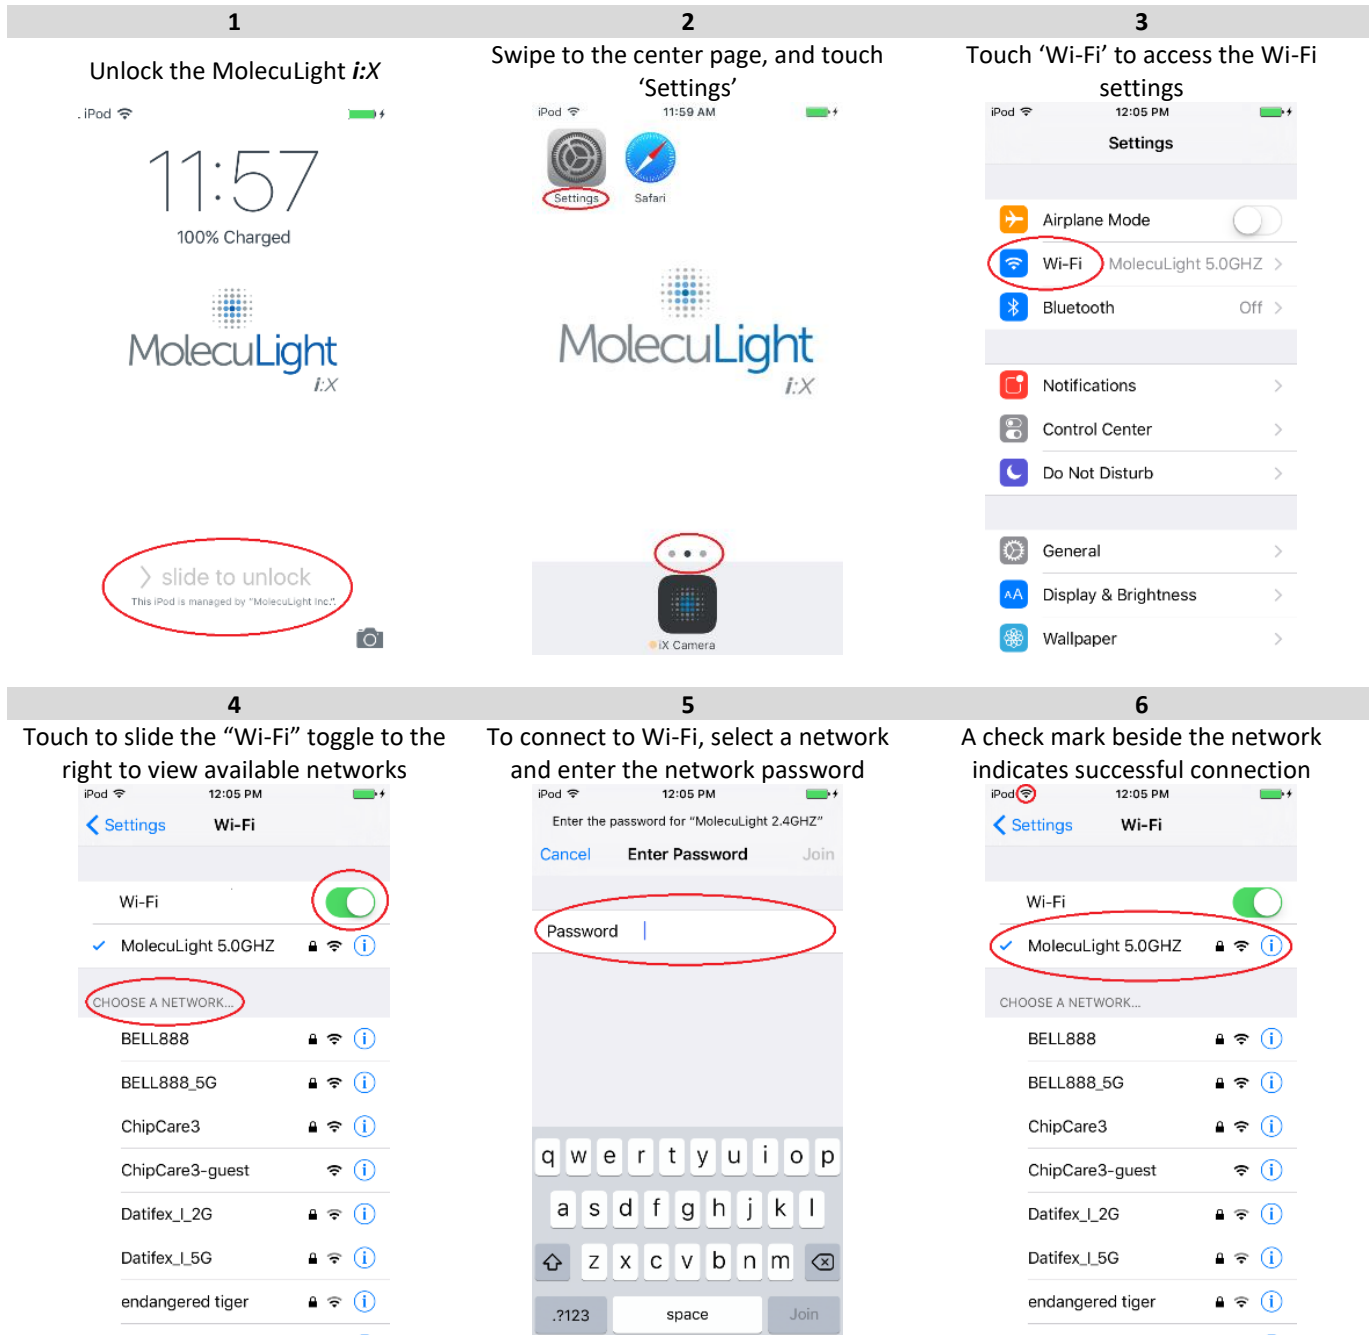 1
Unlock the MolecuLight i:X
. iPod
11:57
100% Charged
MolecuLight
i:X
slide to unlock
This iPod is managed by "MolecuLight Inc.".
2
Swipe to the center page, and touch
‘Settings’
iPod 11:59 AM
Settings Safari
MolecuLight
i:X
iX Camera
3
Touch ‘Wi-Fi’ to access the Wi-Fi
settings
iPod 12:05 PM
Settings
Airplane Mode
Wi-Fi MolecuLight 5.0GHZ
Bluetooth Off
Notifications
Control Center
Do Not Disturb
General
AA Display & Brightness
Wallpaper
4
Touch to slide the “Wi-Fi” toggle to the
right to view available networks
iPod 12:05 PM
Settings Wi-Fi
Wi-Fi
MolecuLight 5.0GHZ
CHOOSE A NETWORK...
BELL888
BELL888_5G
ChipCare3
ChipCare3-guest
Datifex_I_2G
Datifex_I_5G
endangered tiger
5
To connect to Wi-Fi, select a network
and enter the network password
iPod 12:05 PM
Enter the password for “MolecuLight 2.4GHZ”
Cancel Enter Password Join
Password
q w e r t y u i o p
a s d f g h j k l
z x c v b n m
.?123 space Join
6
A check mark beside the network
indicates successful connection
iPod 12:05 PM
Settings Wi-Fi
Wi-Fi
MolecuLight 5.0GHZ
CHOOSE A NETWORK...
BELL888
BELL888_5G
ChipCare3
ChipCare3-guest
Datifex_I_2G
Datifex_I_5G
endangered tiger